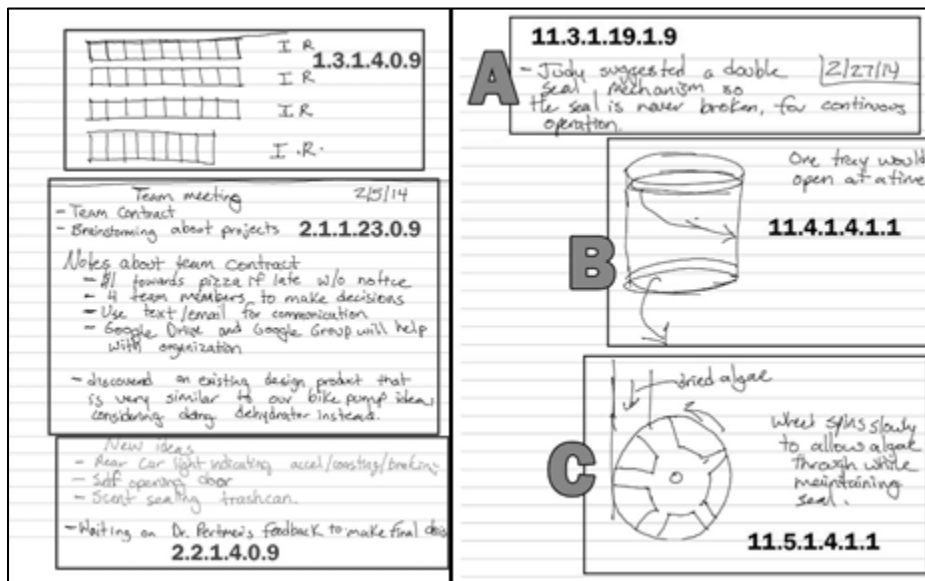 I R
1.3.1.4.0.9
I R
I R
I.R.
Team meeting 2/5/14
- Team Contract
- Brainstorming about projects 2.1.1.23.0.9
Notes about team contract
- $1 towards pizza if late w/o notice
- 4 team members to make decisions
- Use text/email for communication
- Google Drive and Google Group will help
with organization
- discovered an existing design product that
is very similar to our bike pump idea,
considering doing dehydrator instead.
New ideas
- Rear car light indicating accel/coasting/braking
- Self opening door
- Scent sealing trashcan.
- Waiting on Dr. Pertmer's feedback to make final
2.2.1.4.0.9
11.3.1.19.1.9
A
- Judy suggested a double 2/27/14
seal mechanism so
the seal is never broken, for continuous
operation.
One tray would
open at a time
11.4.1.4.1.1
B
dried algae
C
Wheel spins slowly
to allow algae
through while
maintaining
seal.
11.5.1.4.1.1